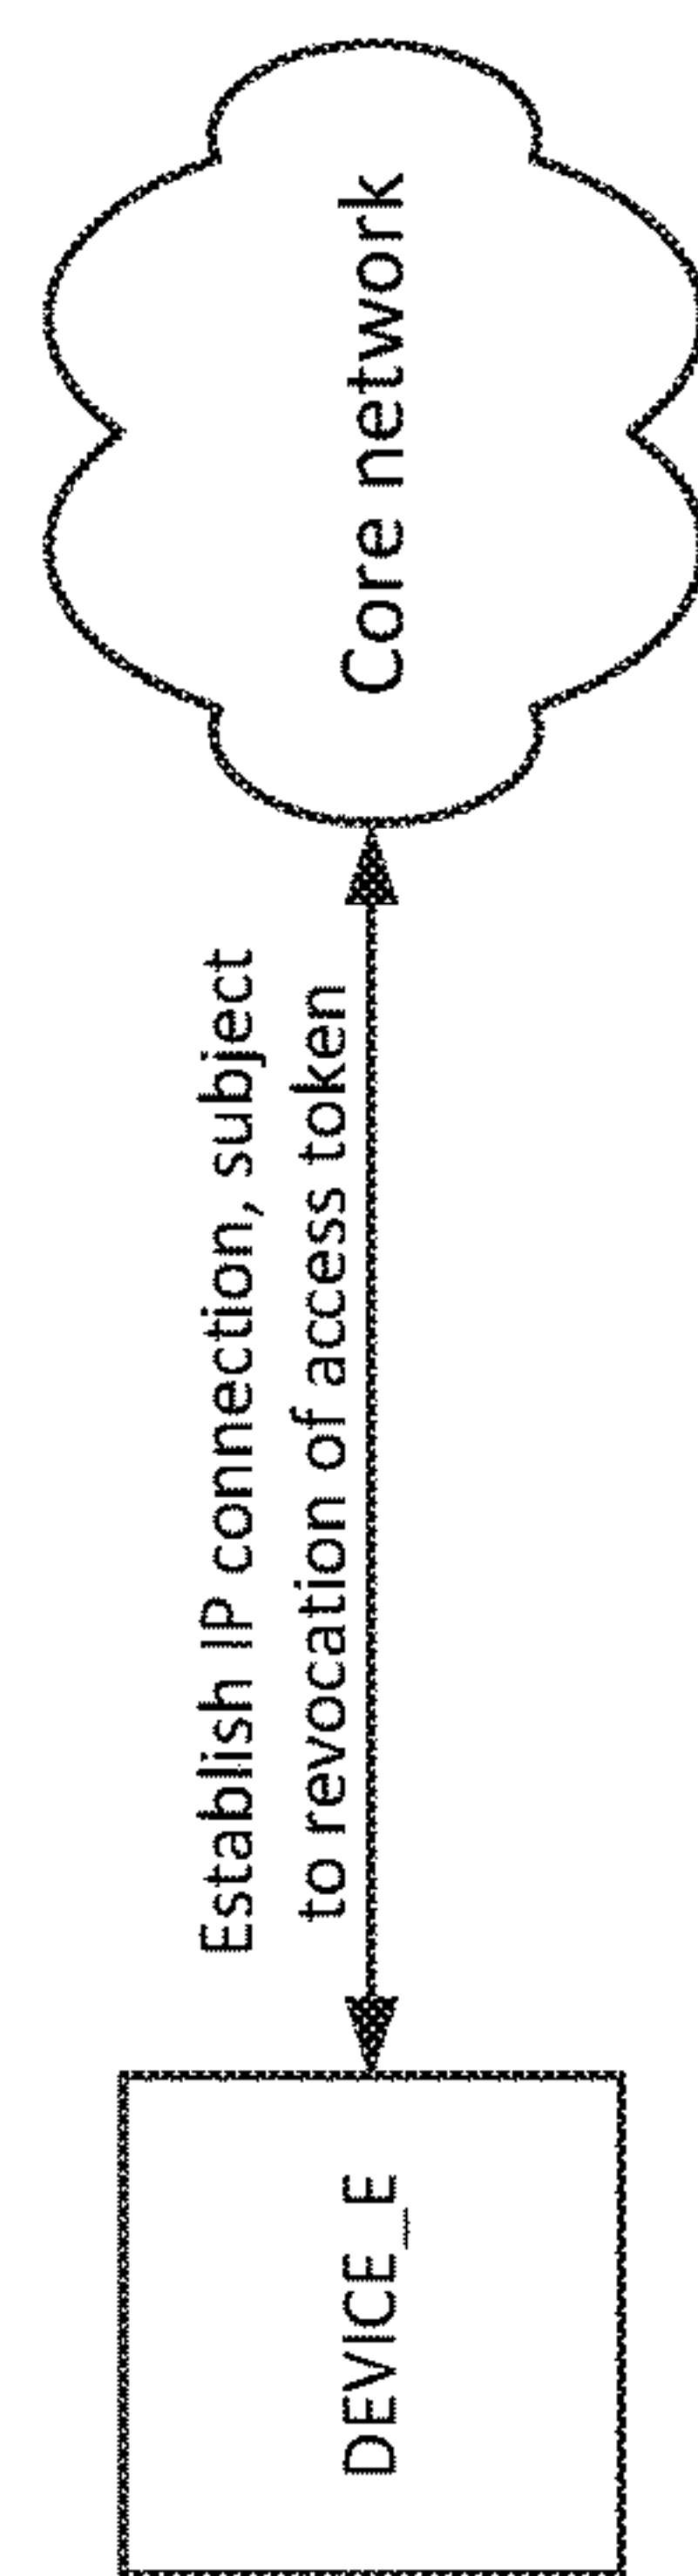 DEVICE_E
Establish IP connection, subject
to revocation of access token
Core network